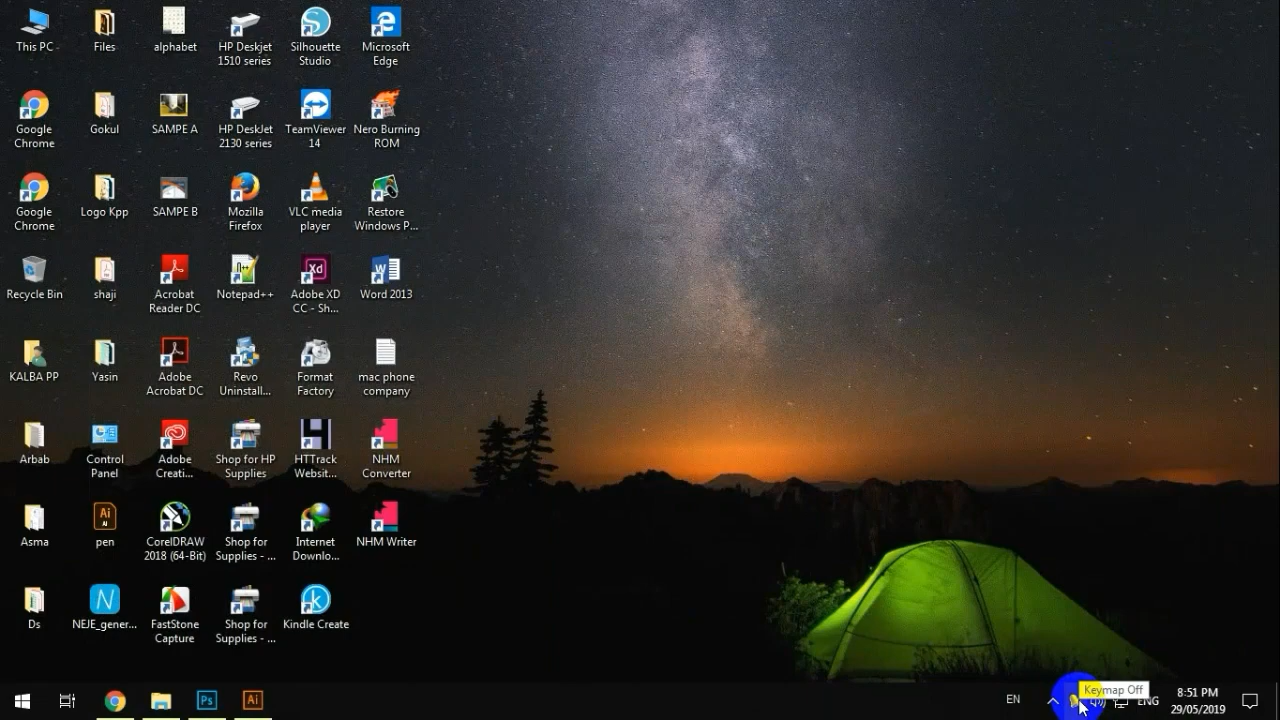 This PC
Files
alphabet
HP Deskjet
1510 series
Silhouette
Studio
Microsoft
Edge
Google
Chrome
Gokul
SAMPE A
HP DeskJet
2130 series
TeamViewer
14
Nero Burning
ROM
Google
Chrome
Logo Kpp
SAMPE B
Mozilla
Firefox
VLC media
player
Restore
Windows P...
Recycle Bin
shaji
Acrobat
Reader DC
Notepad++
Xd
Adobe XD
CC - Sh...
Word 2013
KALBA PP
Yasin
Adobe
Acrobat DC
Revo
Uninstall...
Format
Factory
mac phone
company
Arbab
Control
Panel
Adobe
Creati...
Shop for HP
Supplies
HTTrack
Websit...
NHM
Converter
Asma
Ai
pen
CorelDRAW
2018 (64-Bit)
Shop for
Supplies - ...
Internet
Downlo...
NHM Writer
Ds
N
NEJE_gener...
FastStone
Capture
Shop for
Supplies - ...
k
Kindle Create
Ps
Ai
EN
Keymap Off
ENG
8:51 PM
29/05/2019